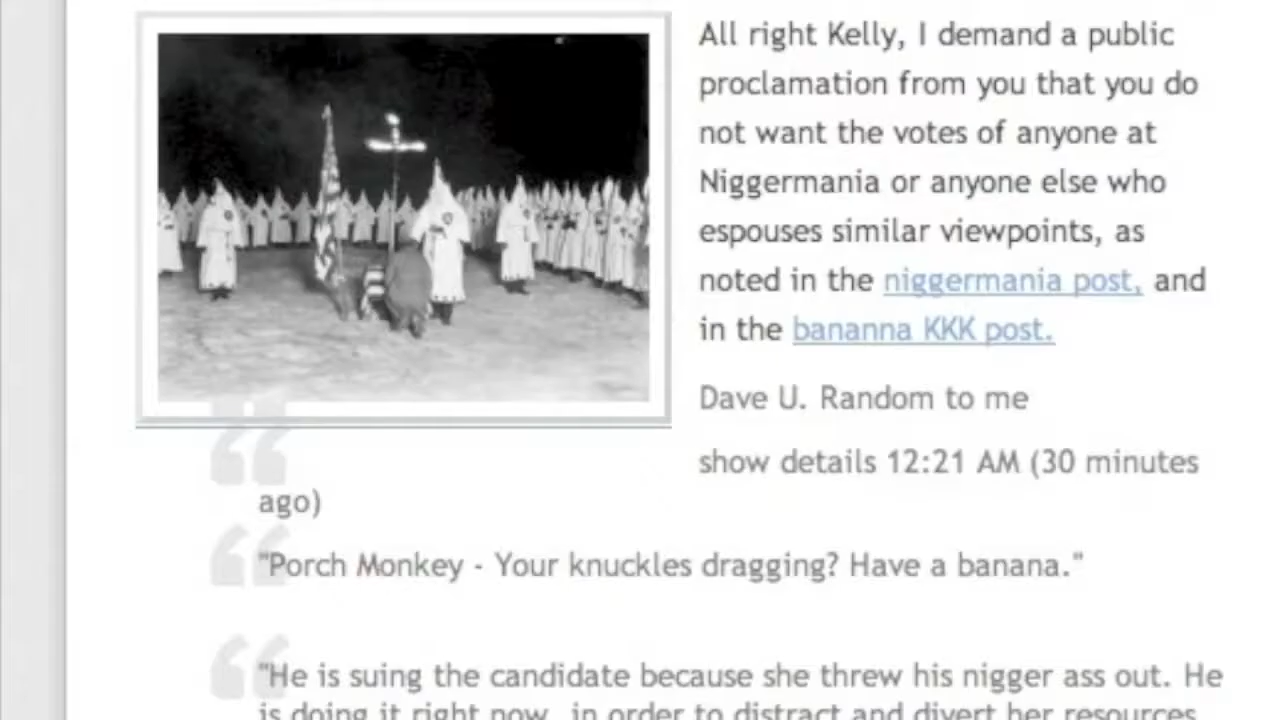 All right Kelly, I demand a public
proclamation from you that you do
not want the votes of anyone at
Niggermania or anyone else who
espouses similar viewpoints, as
noted in the niggermania post, and
in the bananna KKK post.
Dave U. Random to me
show details 12:21 AM (30 minutes
ago)
"Porch Monkey - Your knuckles dragging? Have a banana."
"He is suing the candidate because she threw his nigger ass out. He
is doing it right now, in order to distract and divert her resources